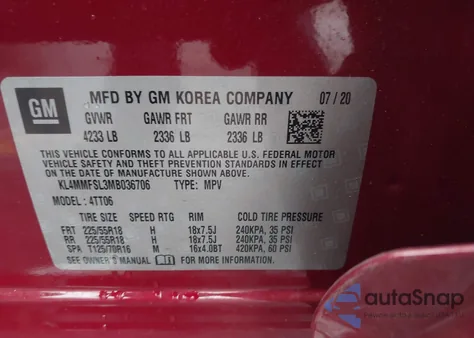 GM
MFD BY GM KOREA COMPANY 07 / 20
GVWR GAWR FRT GAWR RR
4233 LB 2336 LB 2336 LB
THIS VEHICLE CONFORMS TO ALL APPLICABLE U.S. FEDERAL MOTOR
VEHICLE SAFETY AND THEFT PREVENTION STANDARDS IN EFFECT
ON THE DATE OF MANUFACTURE SHOWN ABOVE.
KL4MMFSL3MB036706 TYPE: MPV
MODEL : 4TT06
TIRE SIZE SPEED RTG RIM COLD TIRE PRESSURE
FRT 225/55R18 H 18x7.5J 240KPA, 35 PSI
RR 225/55R18 H 18x7.5J 240KPA, 35 PSI
SPA T125/70R16 M 16x4.0BT 420KPA, 60 PSI
SEE OWNER'S MANUAL FOR MORE INFORMATION
autoSnap